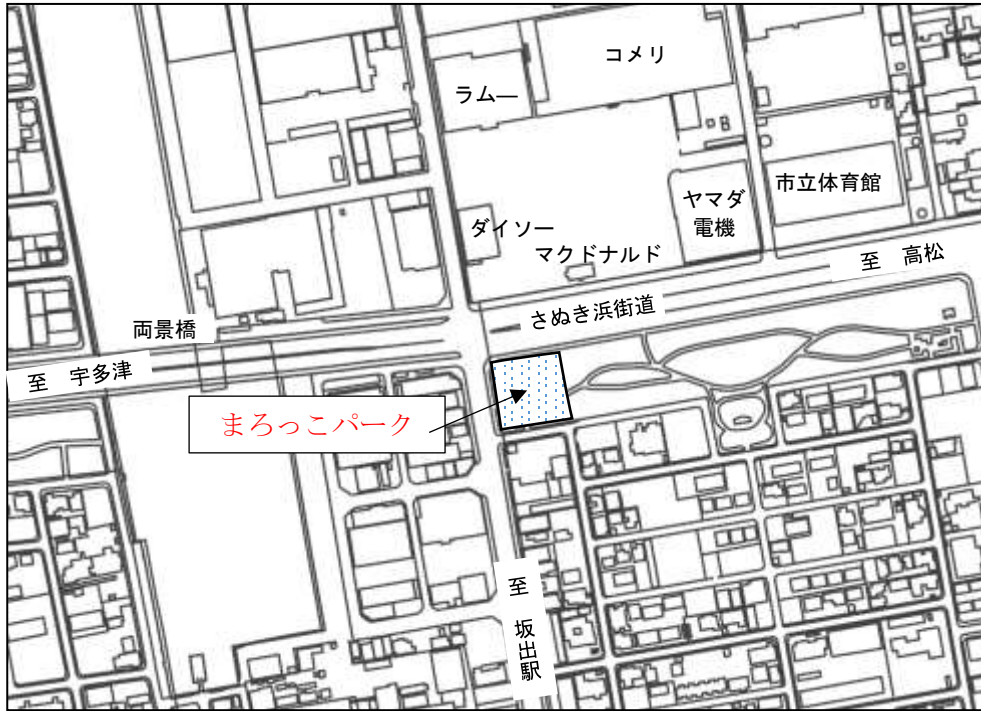 コメリ
ラム―
市立体育館
ヤマダ
電機
ダイソー
マクドナルド
至 高松
さぬき浜街道
両景橋
至 宇多津
まろっこパーク
至 坂出駅